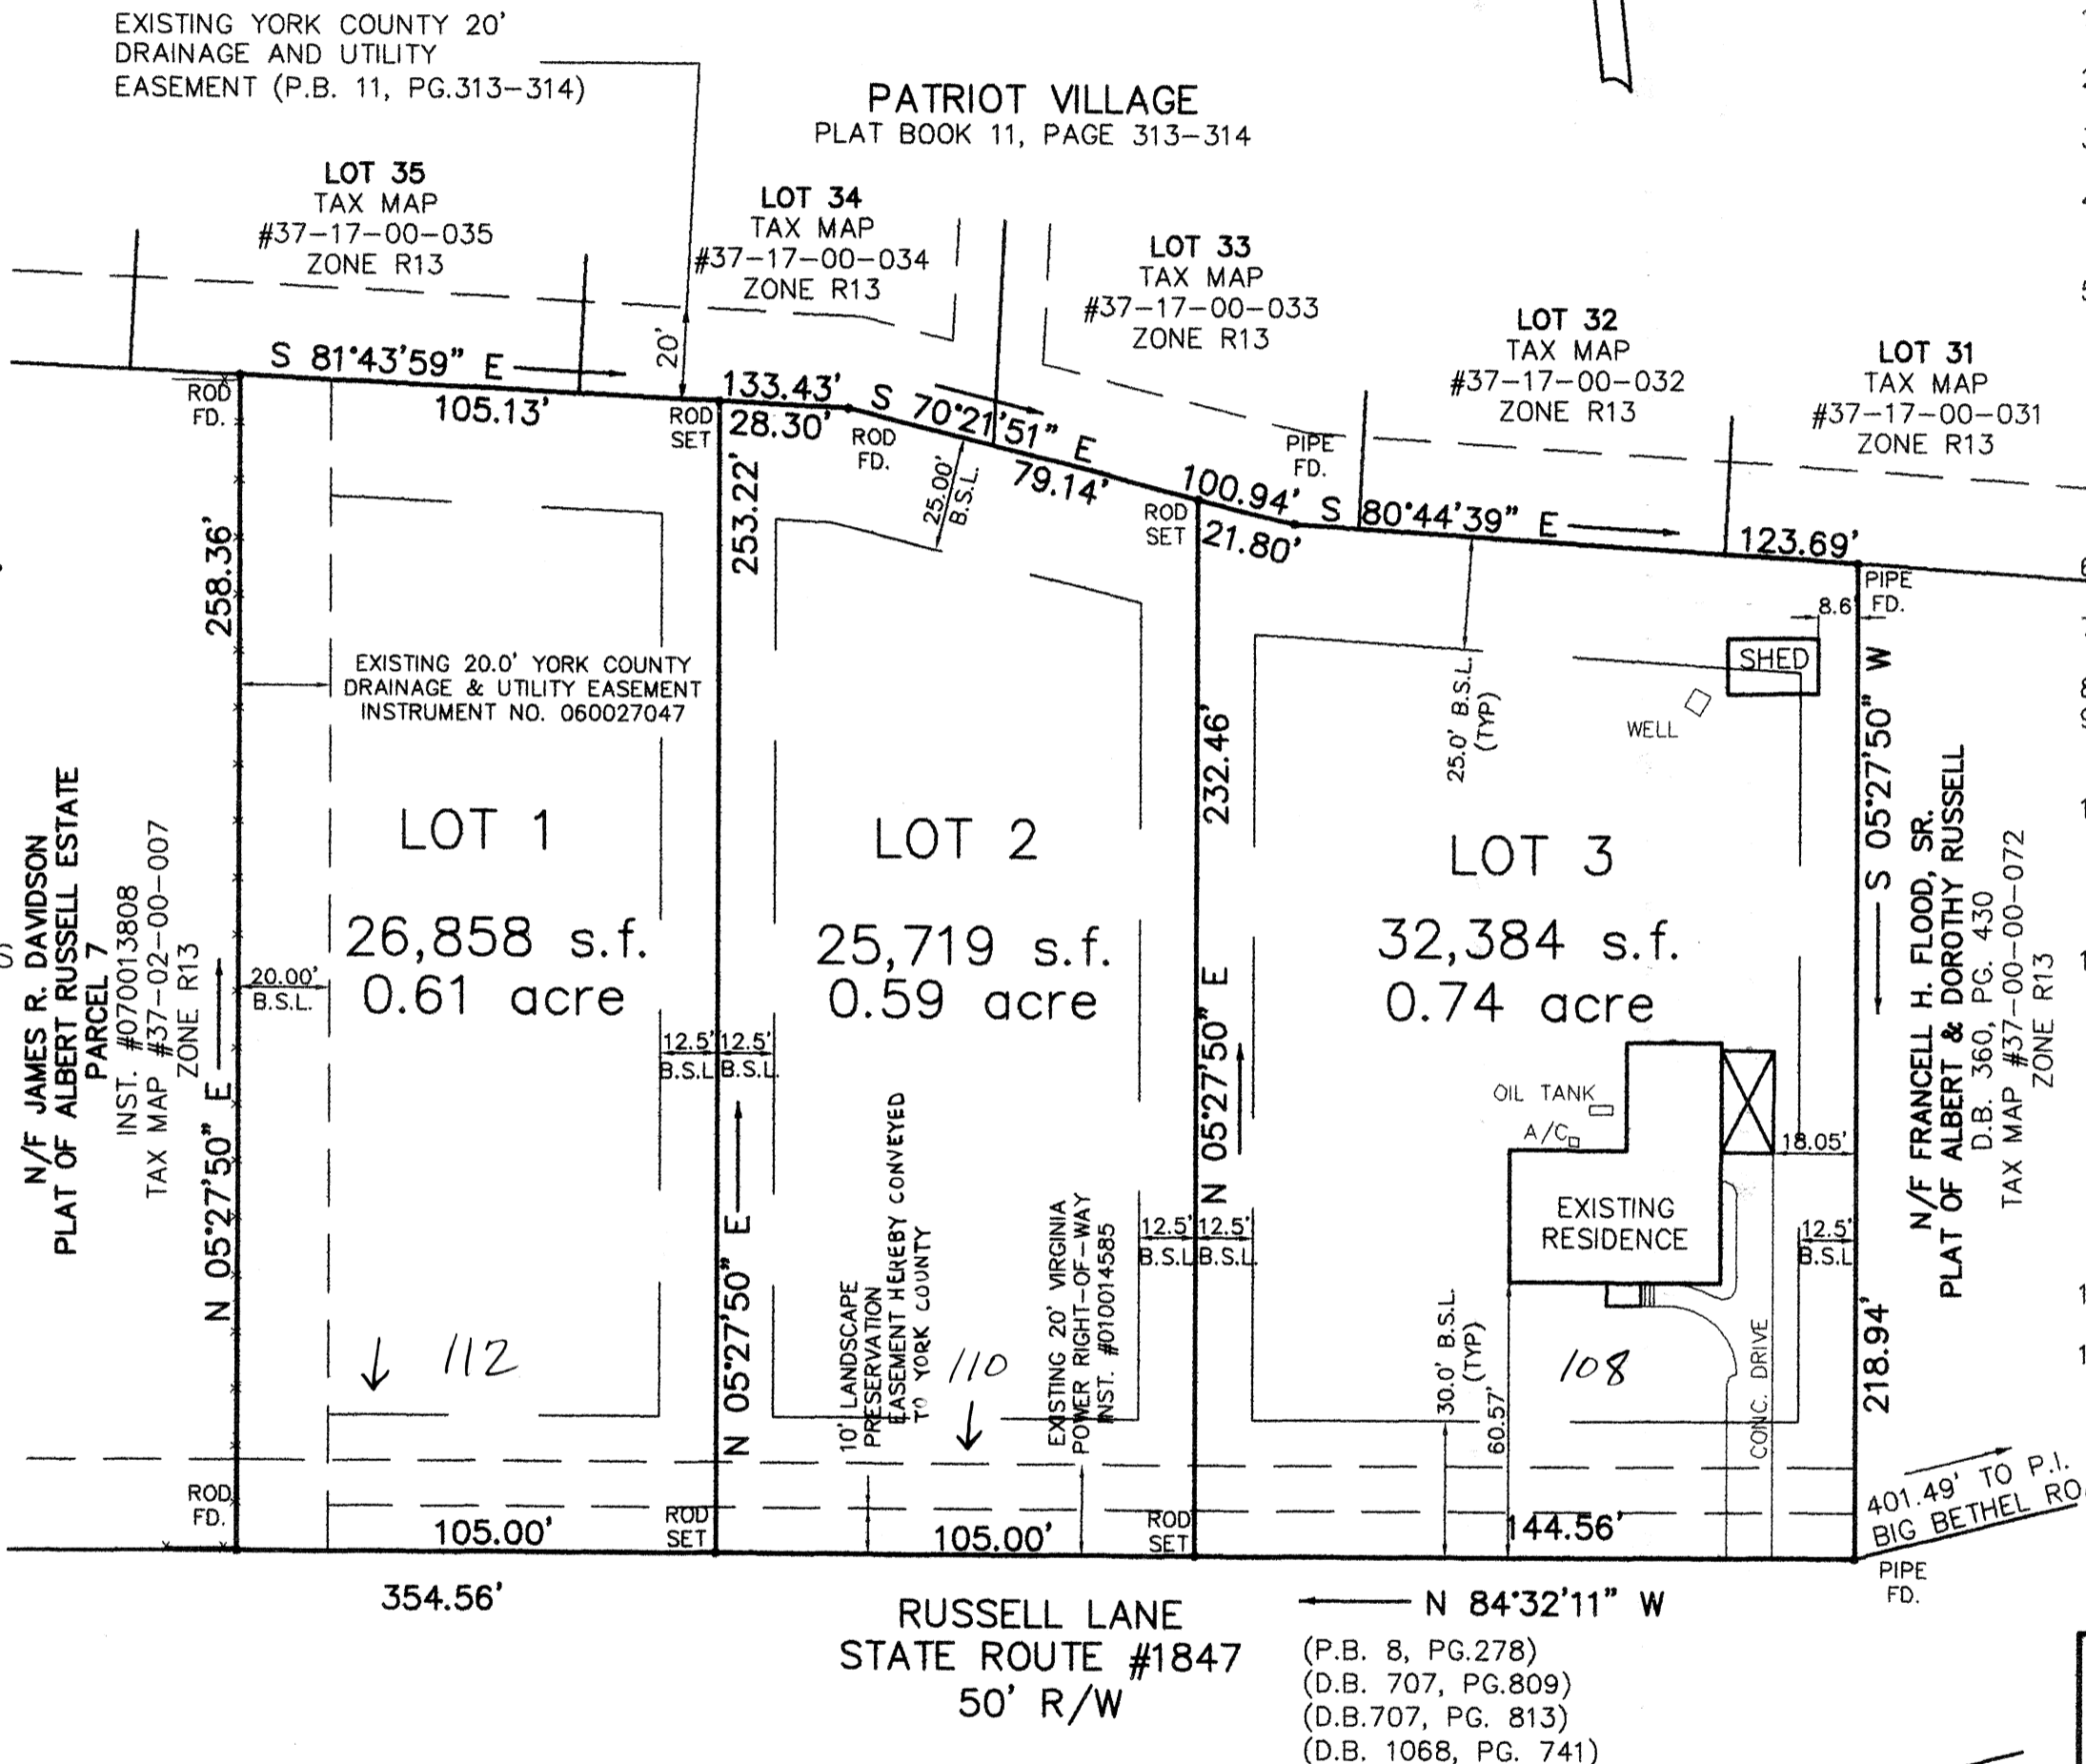 EXISTING YORK COUNTY 20'
DRAINAGE AND UTILITY
EASEMENT (P.B. 11, PG.313-314)
PATRIOT VILLAGE
PLAT BOOK 11, PAGE 313-314
LOT 35
TAX MAP
#37-17-00-035
ZONE R13
LOT 34
TAX MAP
#37-17-00-034
ZONE R13
LOT 33
TAX MAP
#37-17-00-033
ZONE R13
LOT 32
TAX MAP
#37-17-00-032
ZONE R13
LOT 31
TAX MAP
#37-17-00-031
ZONE R13
S 81°43'59" E
105.13'
20'
133.43'
28.30'
S 70°21'51" E
79.14'
100.94'
21.80'
S 80°44'39" E
123.69'
ROD
FD.
ROD
SET
ROD
FD.
PIPE
FD.
ROD
SET
PIPE
FD.
25.00'
B.S.L.
8.6
SHED
WELL
258.36'
253.22'
232.46'
25.0' B.S.L.
(TYP)
S 05°27'50" W
EXISTING 20.0' YORK COUNTY
DRAINAGE & UTILITY EASEMENT
INSTRUMENT NO. 060027047
LOT 1
26,858 s.f.
0.61 acre
LOT 2
25,719 s.f.
0.59 acre
LOT 3
32,384 s.f.
0.74 acre
N/F JAMES R. DAVIDSON
PLAT OF ALBERT RUSSELL ESTATE
PARCEL 7
INST. #070013808
TAX MAP #37-02-00-007
ZONE R13
N/F FRANCELL H. FLOOD, SR.
PLAT OF ALBERT & DOROTHY RUSSELL
D.B. 360, PG. 430
TAX MAP #37-00-00-072
ZONE R13
20.00'
B.S.L.
12.5'
B.S.L
12.5'
B.S.L.
N 05°27'50" E
N 05°27'50" E
N 05°27'50" E
OIL TANK
A/C
18.05'
EXISTING
RESIDENCE
12.5'
B.S.L
12.5'
B.S.L.
12.5'
B.S.L
218.94'
10' LANDSCAPE
PRESERVATION
EASEMENT HEREBY CONVEYED
TO YORK COUNTY
EXISTING 20' VIRGINIA
POWER RIGHT-OF-WAY
INST. #010014585
30.0' B.S.L.
(TYP)
60.57'
CONC. DRIVE
112
110
108
ROD
FD.
105.00'
ROD
SET
105.00'
ROD
SET
144.56'
401.49' TO P.I.
BIG BETHEL
PIPE
FD.
354.56'
RUSSELL LANE
STATE ROUTE #1847
50' R/W
N 84°32'11" W
(P.B. 8, PG.278)
(D.B. 707, PG.809)
(D.B.707, PG. 813)
(D.B. 1068, PG. 741)